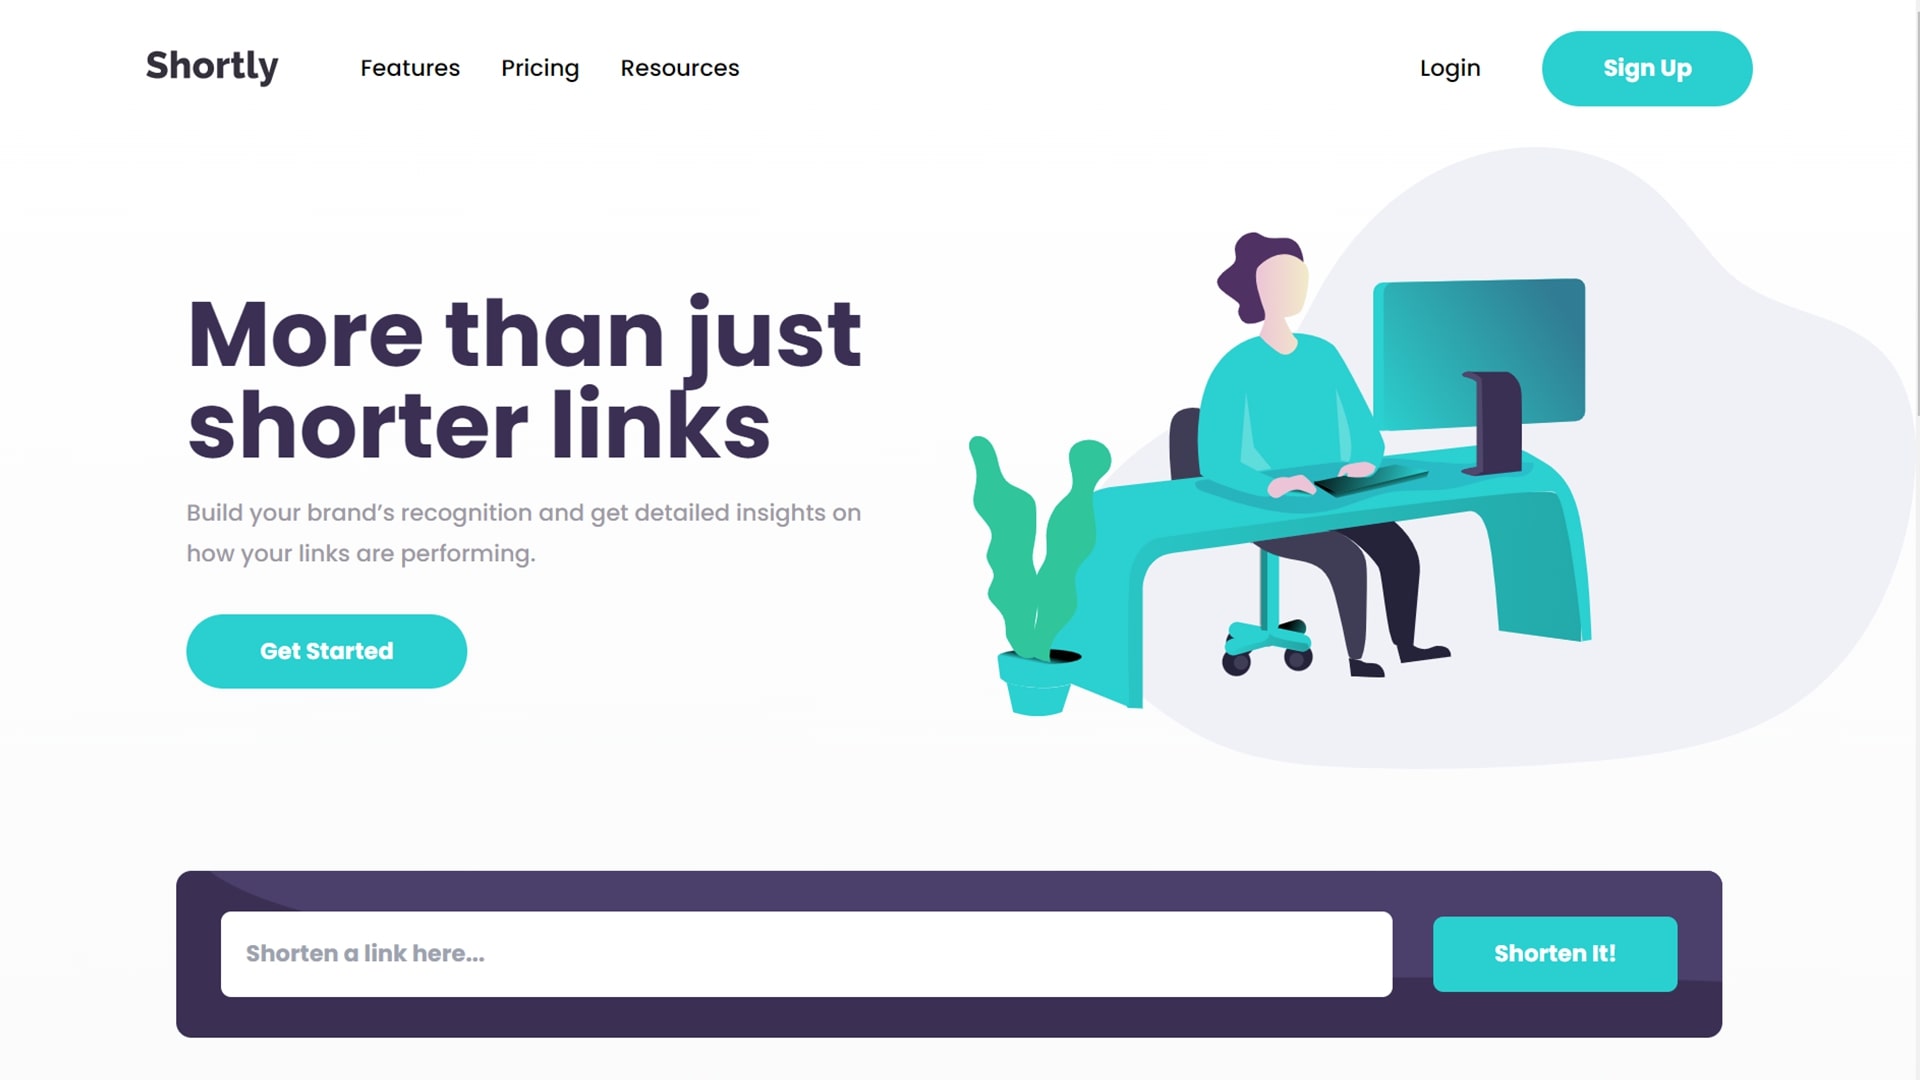 Shortly Features Pricing Resources Login Sign Up
More than just
shorter links
Build your brand’s recognition and get detailed insights on
how your links are performing.
Get Started
Shorten a link here... Shorten It!